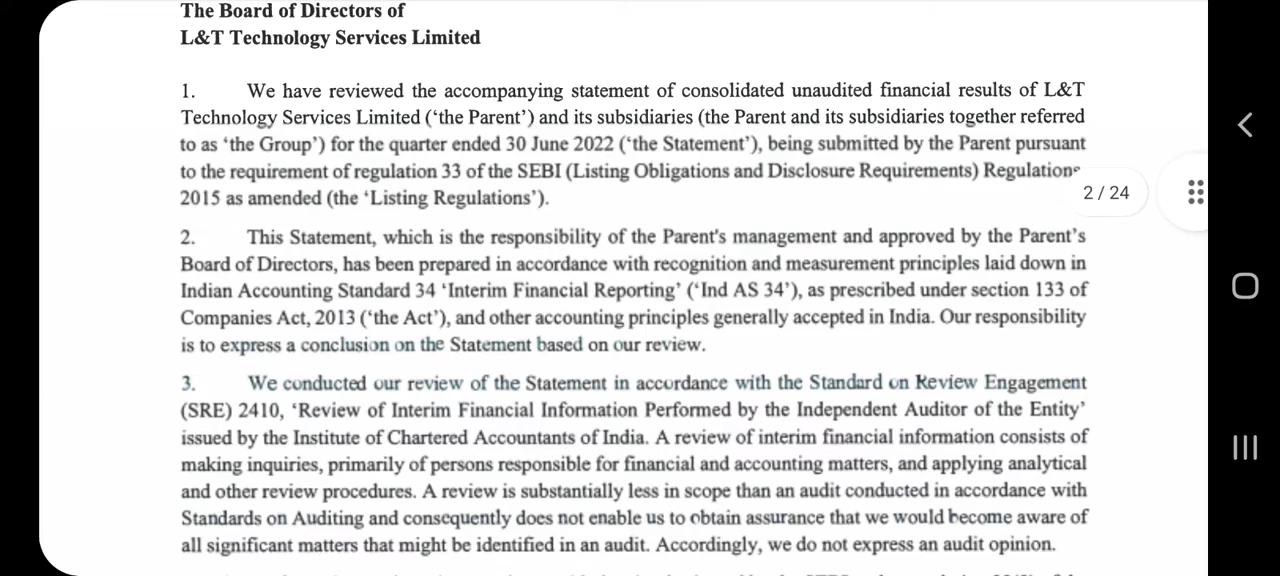 The Board of Directors of
L&T Technology Services Limited
1. We have reviewed the accompanying statement of consolidated unaudited financial results of L&T
Technology Services Limited (‘the Parent’) and its subsidiaries (the Parent and its subsidiaries together referred
to as ‘the Group’) for the quarter ended 30 June 2022 (‘the Statement’), being submitted by the Parent pursuant
to the requirement of regulation 33 of the SEBI (Listing Obligations and Disclosure Requirements) Regulations
2015 as amended (the ‘Listing Regulations’).
2 / 24
2. This Statement, which is the responsibility of the Parent's management and approved by the Parent’s
Board of Directors, has been prepared in accordance with recognition and measurement principles laid down in
Indian Accounting Standard 34 ‘Interim Financial Reporting’ (‘Ind AS 34’), as prescribed under section 133 of
Companies Act, 2013 (‘the Act’), and other accounting principles generally accepted in India. Our responsibility
is to express a conclusion on the Statement based on our review.
3. We conducted our review of the Statement in accordance with the Standard on Review Engagement
(SRE) 2410, ‘Review of Interim Financial Information Performed by the Independent Auditor of the Entity’
issued by the Institute of Chartered Accountants of India. A review of interim financial information consists of
making inquiries, primarily of persons responsible for financial and accounting matters, and applying analytical
and other review procedures. A review is substantially less in scope than an audit conducted in accordance with
Standards on Auditing and consequently does not enable us to obtain assurance that we would become aware of
all significant matters that might be identified in an audit. Accordingly, we do not express an audit opinion.